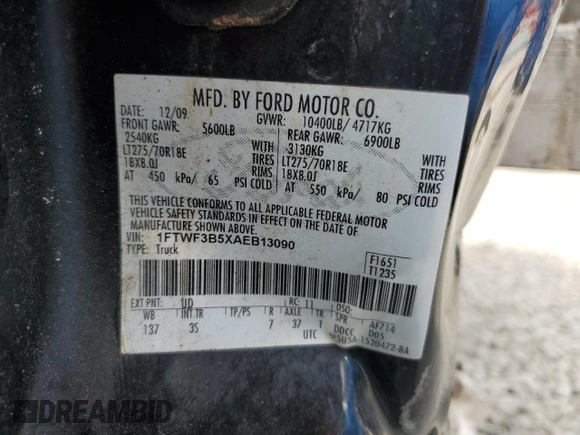 MFD. BY FORD MOTOR CO.
DATE: 12/09 GVWR: 10400LB/ 4717KG
FRONT GAWR: 5600LB REAR GAWR: 6900LB
2540KG WITH 3130KG WITH
LT275/70R18E TIRES LT275/70R18E TIRES
18X8.0J RIMS 18X8.0J RIMS
AT 450 kPa/ 65 PSI COLD AT 550 kPa/ 80 PSI COLD
THIS VEHICLE CONFORMS TO ALL APPLICABLE FEDERAL MOTOR
VEHICLE SAFETY STANDARDS IN EFFECT ON THE DATE OF
MANUFACTURE SHOWN ABOVE.
VIN: 1FTWF3B5XAEB13090
TYPE: Truck
F1651
T1235
EXT PNT: UD RC: 11 DSO:
WB INT TR TP/PS R AXLE TR SPR AF714
137 3S 7 37 T DDCC D05
UTC 5U5A-1520472-BA
DREAMBID